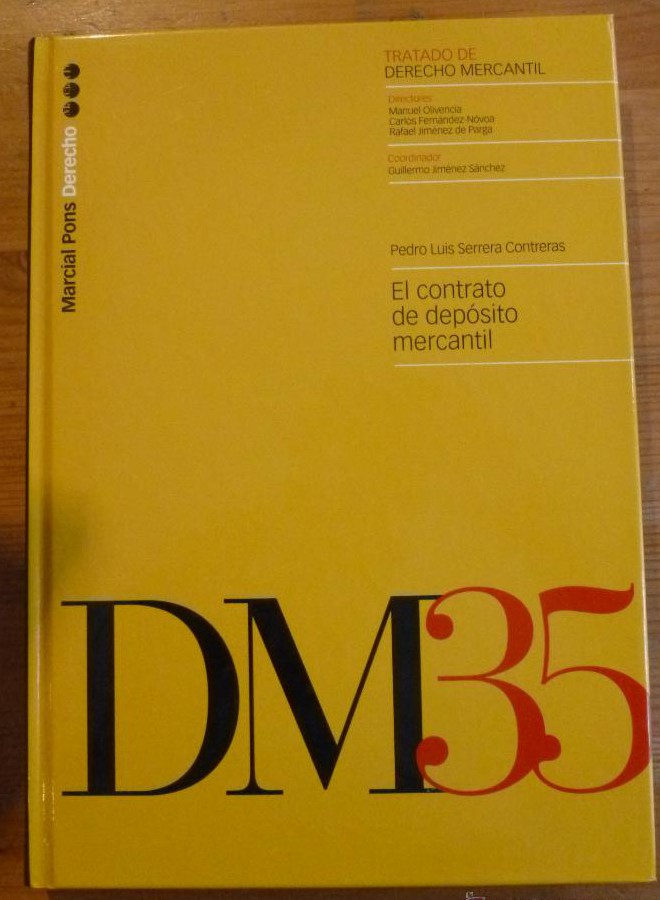 TRATADO DE
DERECHO MERCANTIL
Directores
Manuel Olivencia
Carlos Fernández-Nóvoa
Rafael Jiménez de Parga
Coordinador
Guillermo Jiménez Sánchez
Pedro Luis Serrera Contreras
El contrato
de depósito
mercantil
Marcial Pons Derecho
DM35